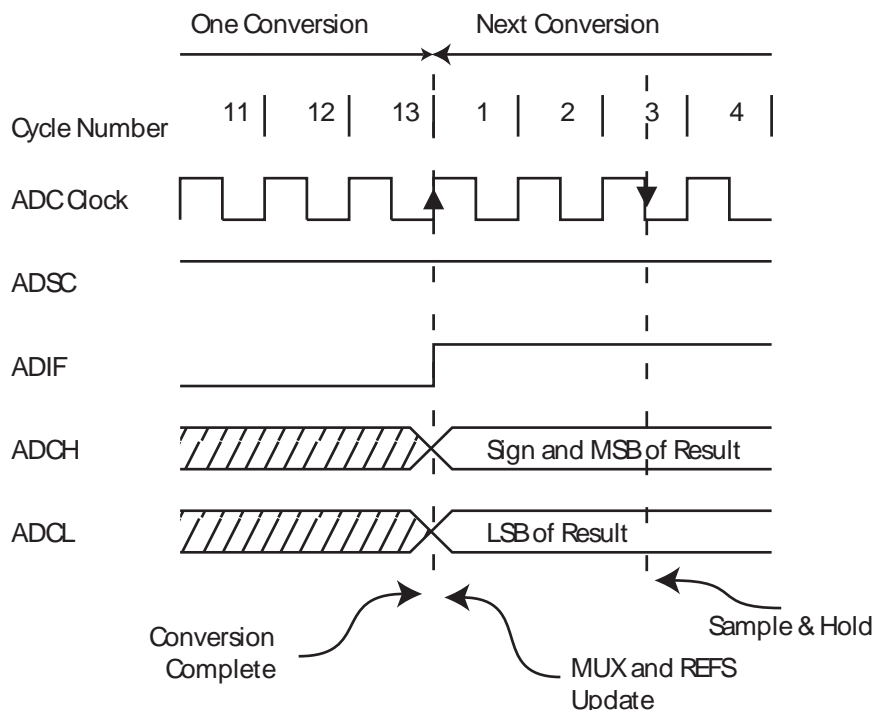 One Conversion Next Conversion
Cycle Number 11 12 13 1 2 3 4
ADC Clock
ADSC
ADIF
ADCH Sign and MSB of Result
ADCL LSB of Result
Conversion
Complete
MUX and REFS
Update
Sample & Hold